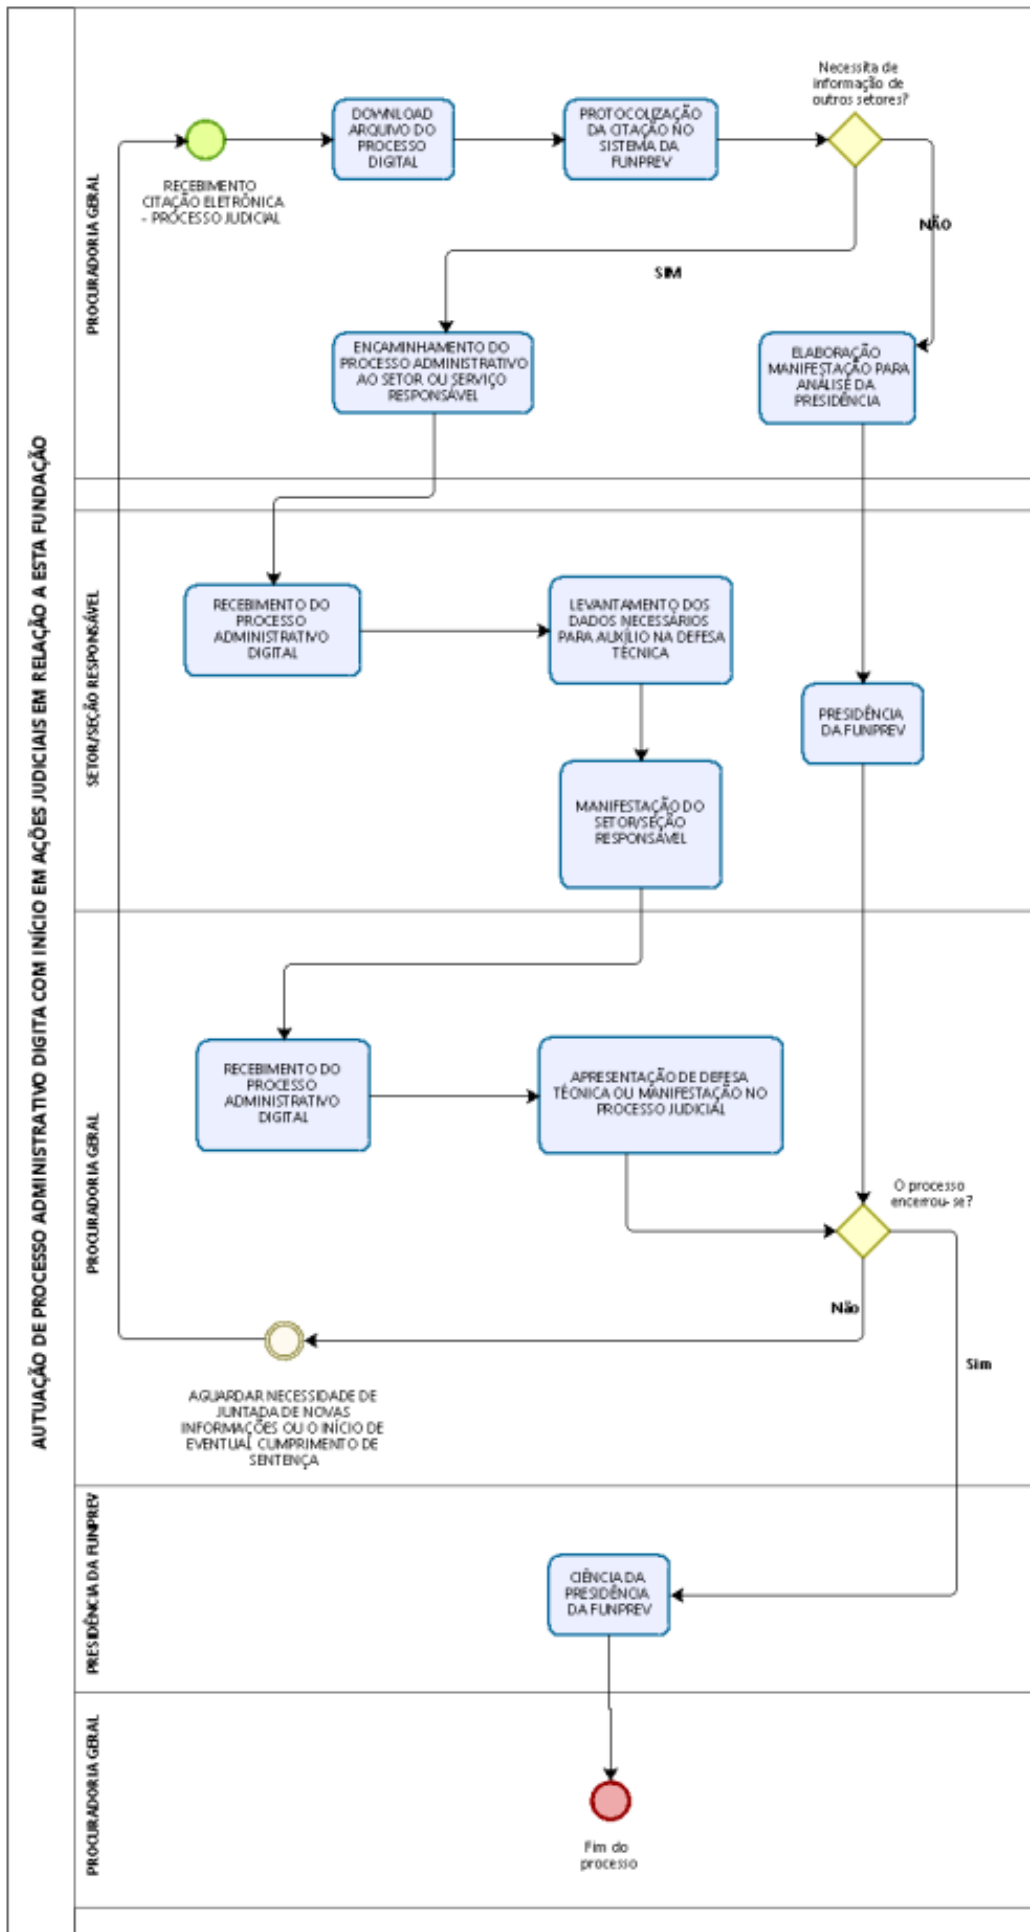 AUTUAÇÃO DE PROCESSO ADMINISTRATIVO DIGITA COM INÍCIO EM AÇÕES JUDICIAIS EM RELAÇÃO A ESTA FUNDAÇÃO
PROCURADORIA GERAL
RECEBIMENTO
CITAÇÃO ELETRÔNICA
- PROCESSO JUDICIAL
DOWNLOAD
ARQUIVO DO
PROCESSO
DIGITAL
PROTOCOLIZAÇÃO
DA CITAÇÃO NO
SISTEMA DA
FUNPREV
Necessita de
informação de
outros setores?
NÃO
SIM
ENCAMINHAMENTO DO
PROCESSO ADMINISTRATIVO
AO SETOR OU SERVIÇO
RESPONSÁVEL
ELABORAÇÃO
MANIFESTAÇÃO PARA
ANÁLISE DA
PRESIDÊNCIA
SETOR/SEÇÃO RESPONSÁVEL
RECEBIMENTO DO
PROCESSO
ADMINISTRATIVO
DIGITAL
LEVANTAMENTO DOS
DADOS NECESSÁRIOS
PARA AUXÍLIO NA DEFESA
TÉCNICA
PRESIDÊNCIA
DA FUNPREV
MANIFESTAÇÃO DO
SETOR/SEÇÃO
RESPONSÁVEL
PROCURADORIA GERAL
RECEBIMENTO DO
PROCESSO
ADMINISTRATIVO
DIGITAL
APRESENTAÇÃO DE DEFESA
TÉCNICA OU MANIFESTAÇÃO NO
PROCESSO JUDICIAL
O processo
encerrou-se?
Não
Sim
AGUARDAR NECESSIDADE DE
JUNTADA DE NOVAS
INFORMAÇÕES OU O INÍCIO DE
EVENTUAL CUMPRIMENTO DE
SENTENÇA
PRESIDÊNCIA DA FUNPREV
CIÊNCIA DA
PRESIDÊNCIA
DA FUNPREV
PROCURADORIA GERAL
Fim do
processo